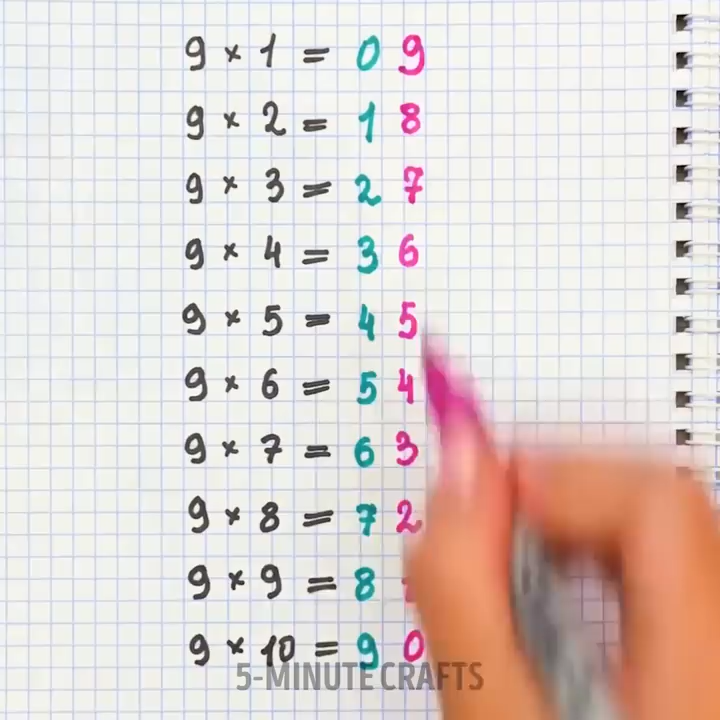 9 × 1 = 0 9
9 × 2 = 1 8
9 × 3 = 2 7
9 × 4 = 3 6
9 × 5 = 4 5
9 × 6 = 5 4
9 × 7 = 6 3
9 × 8 = 7 2
9 × 9 = 8
9 × 10 = 9 0
5-MINUTE CRAFTS